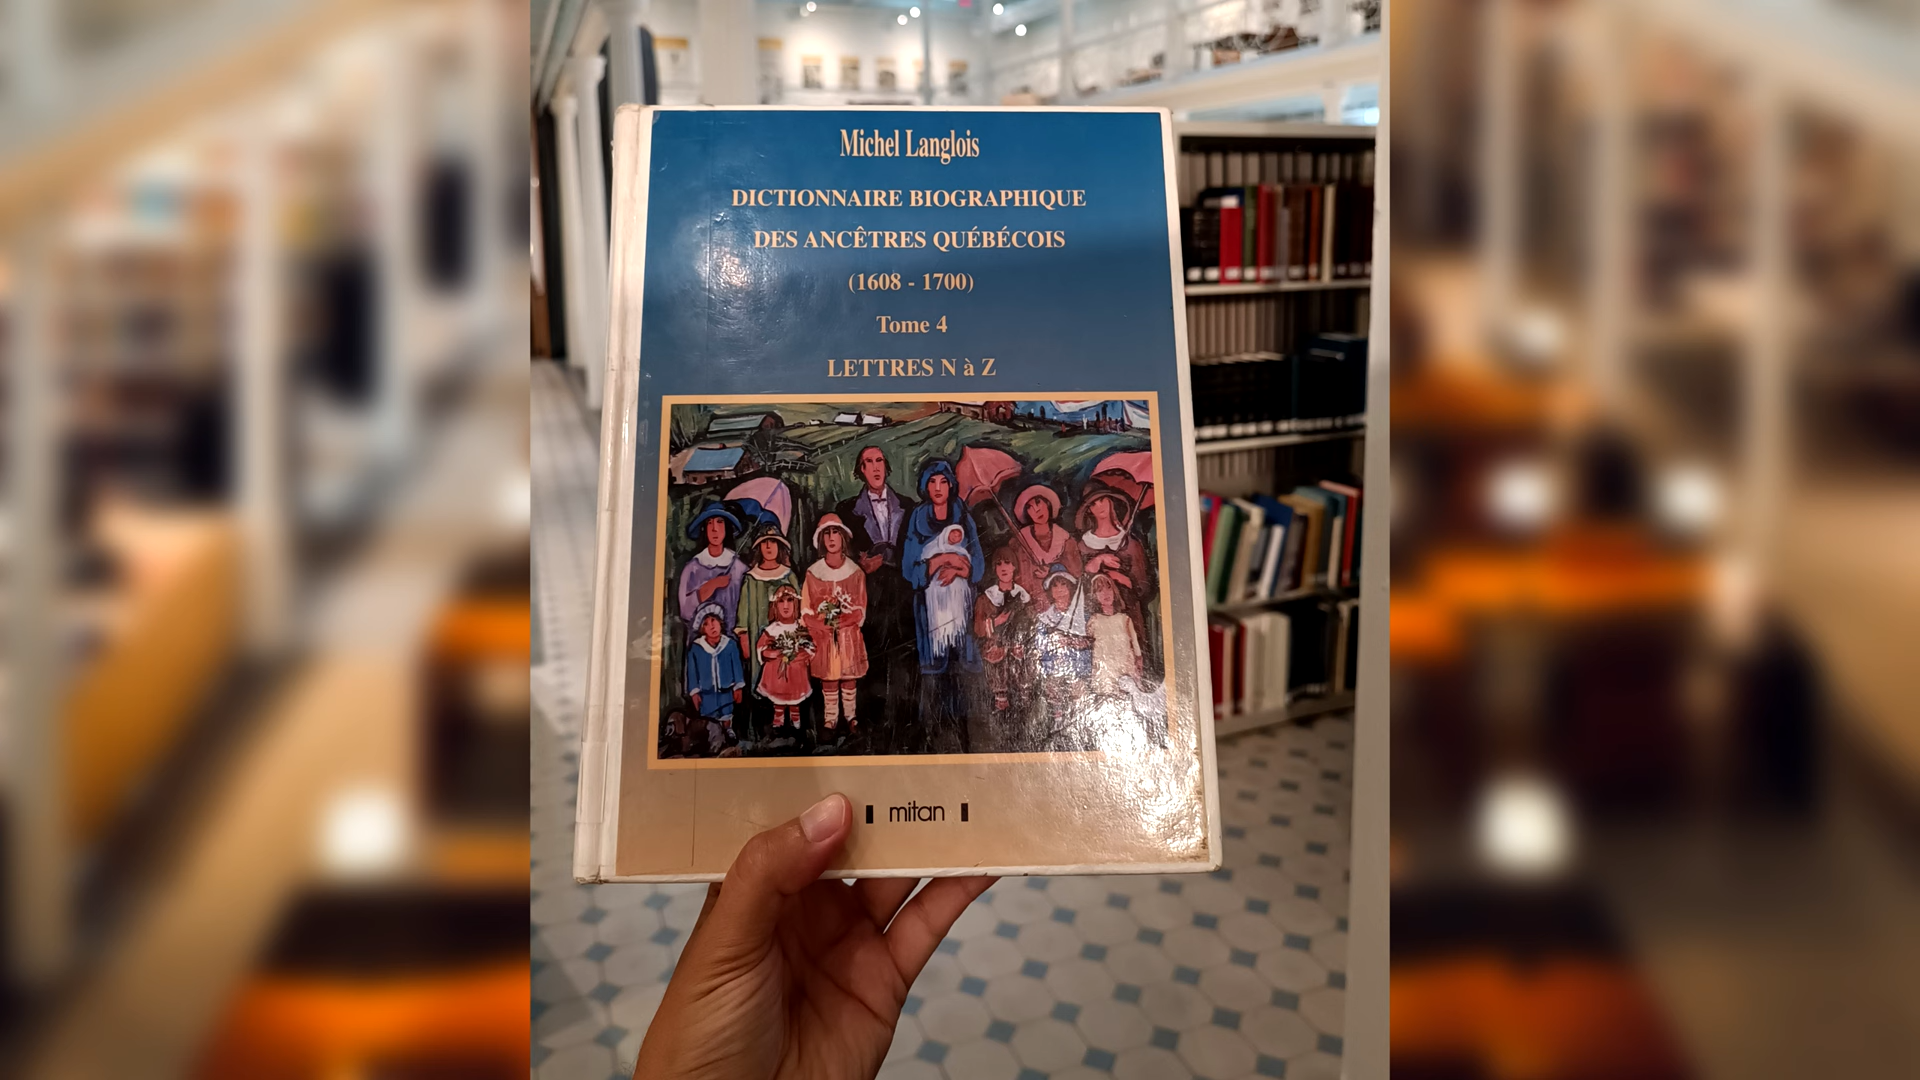 Michel Langlois
DICTIONNAIRE BIOGRAPHIQUE
DES ANCÊTRES QUÉBÉCOIS
(1608 - 1700)
Tome 4
LETTRES N à Z
mitan